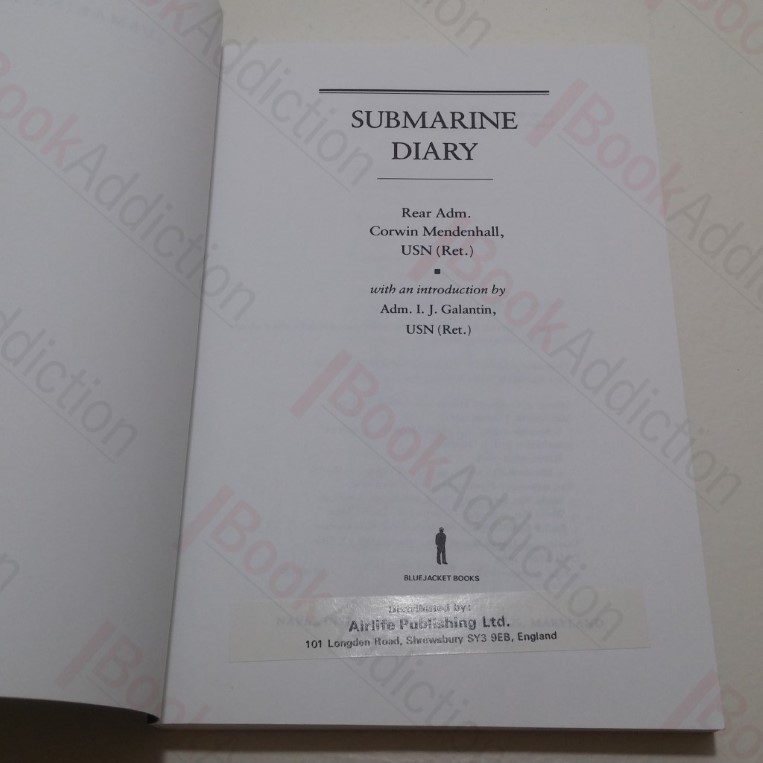 SUBMARINE
DIARY
Rear Adm.
Corwin Mendenhall,
USN (Ret.)
with an introduction by
Adm. I. J. Galantin,
USN (Ret.)
BLUEJACKET BOOKS
Distributed by:
Airlife Publishing Ltd.
101 Longden Road, Shrewsbury SY3 9EB, England
BookAddiction